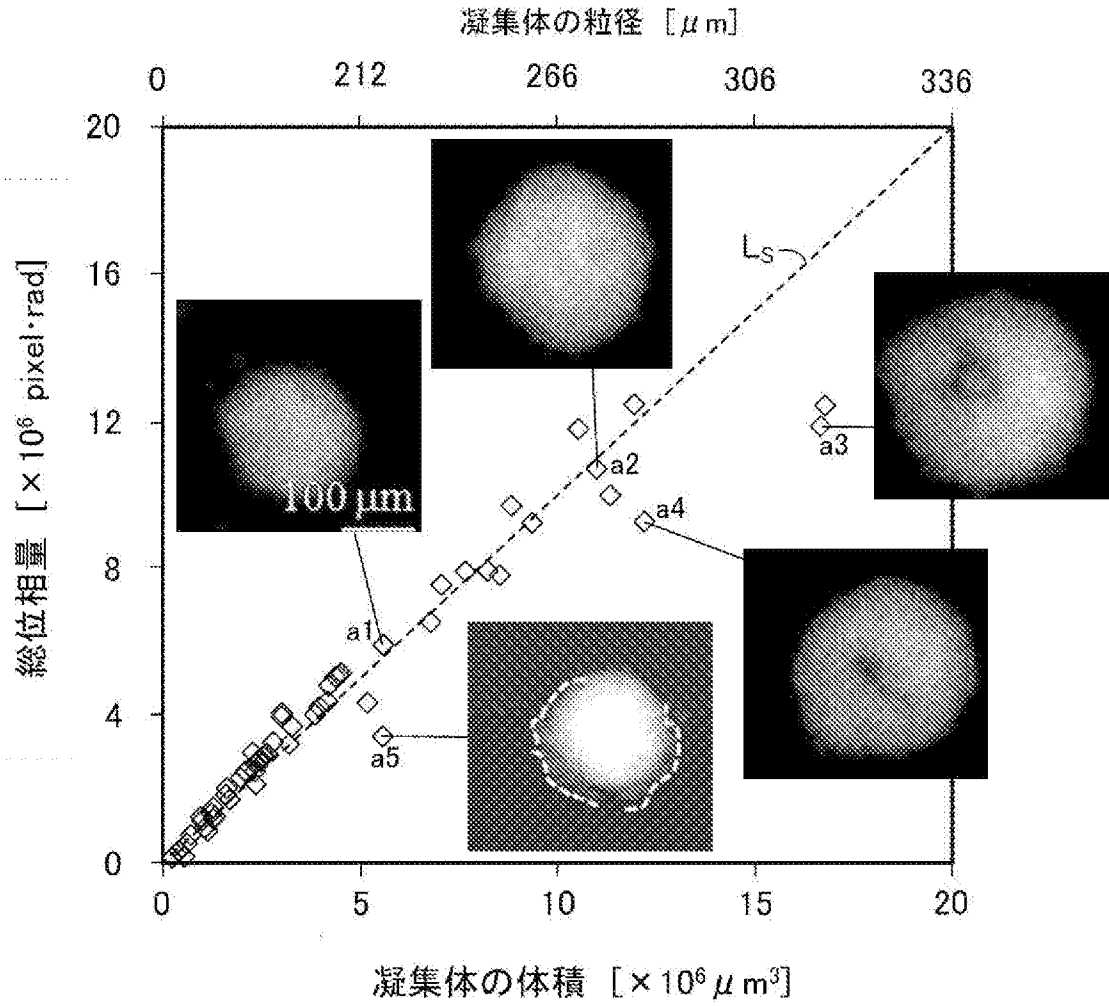 凝集体の粒径 [μm]
0 212 266 306 336
20
16
12
8
4
0
総位相量 [×10⁶ pixel·rad]
L_S
100 μm
a1
a2
a3
a4
a5
0 5 10 15 20
凝集体の体積 [×10⁶ μm³]